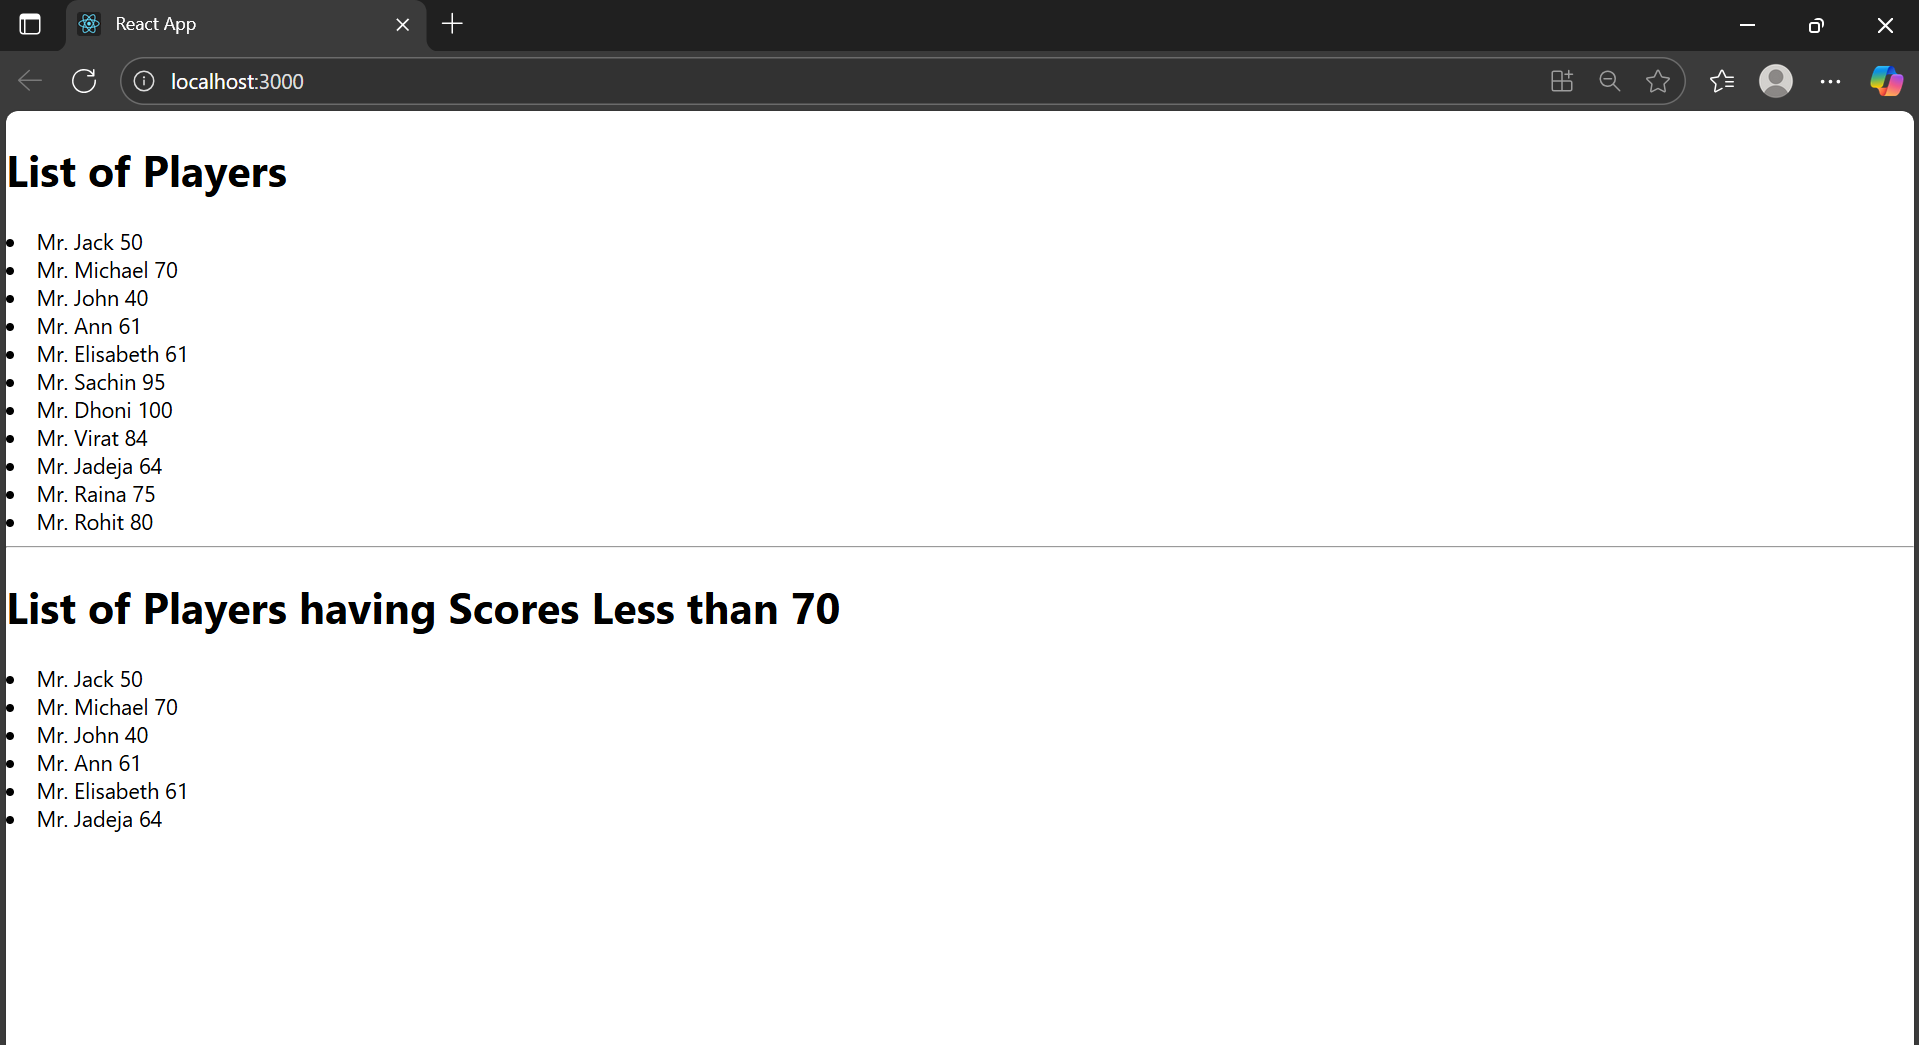 React App
localhost:3000
List of Players
Mr. Jack 50
Mr. Michael 70
Mr. John 40
Mr. Ann 61
Mr. Elisabeth 61
Mr. Sachin 95
Mr. Dhoni 100
Mr. Virat 84
Mr. Jadeja 64
Mr. Raina 75
Mr. Rohit 80
List of Players having Scores Less than 70
Mr. Jack 50
Mr. Michael 70
Mr. John 40
Mr. Ann 61
Mr. Elisabeth 61
Mr. Jadeja 64